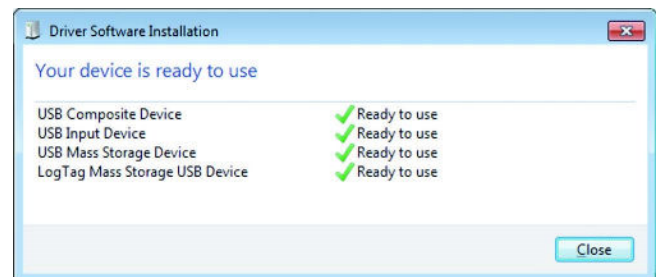 Driver Software Installation
Your device is ready to use
USB Composite Device Ready to use
USB Input Device Ready to use
USB Mass Storage Device Ready to use
LogTag Mass Storage USB Device Ready to use
Close